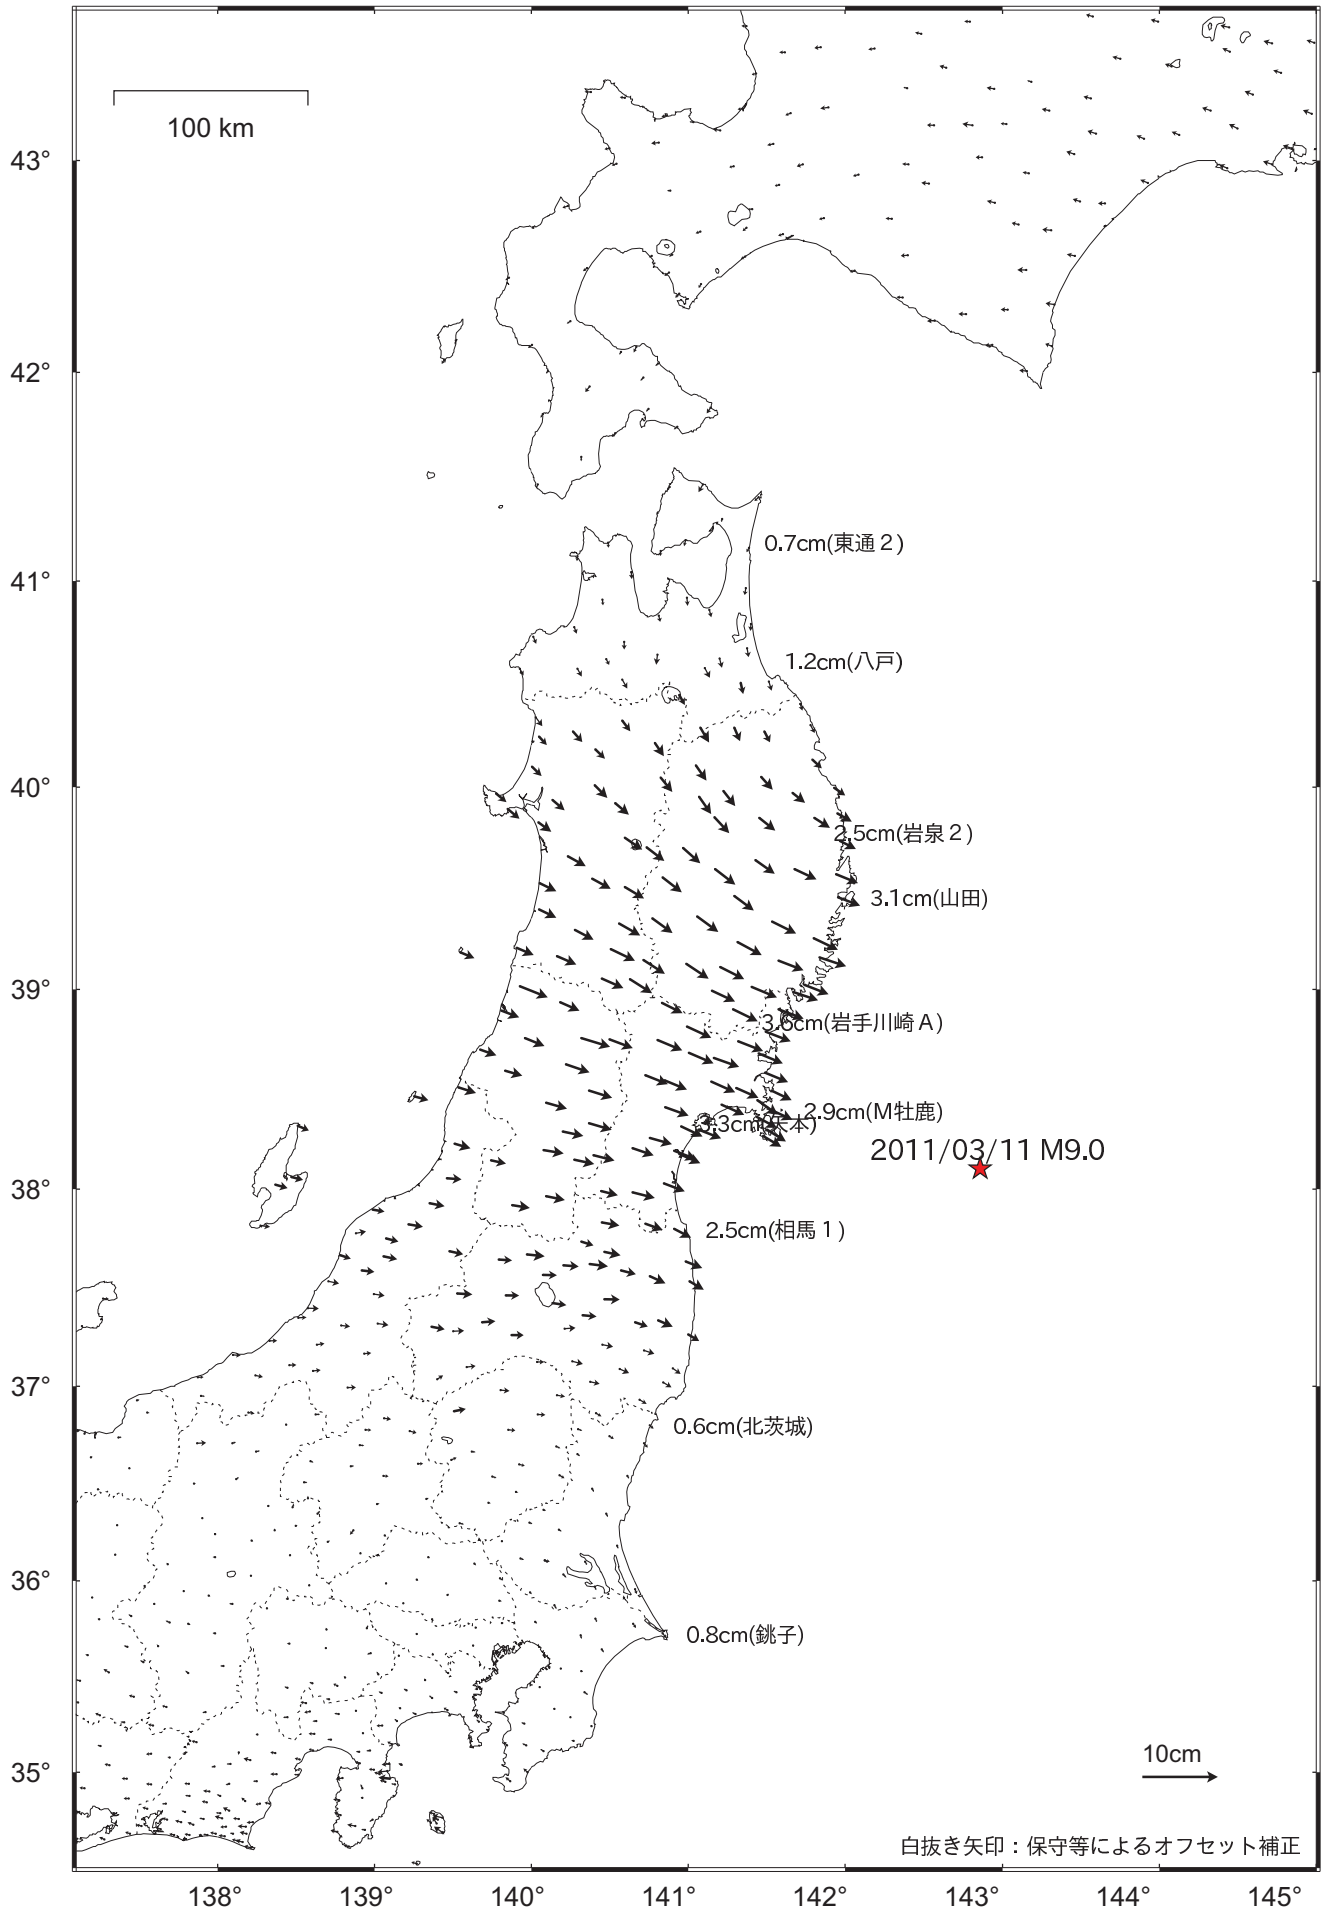 100 km
43°
42°
0.7cm(東通２)
41°
1.2cm(八戸)
40°
2.5cm(岩泉２)
3.1cm(山田)
39°
3.6cm(岩手川崎Ａ)
2.9cm(M牡鹿)
3.3cm(矢本)
2011/03/11 M9.0
38°
2.5cm(相馬１)
37°
0.6cm(北茨城)
36°
0.8cm(銚子)
35°
10cm
白抜き矢印：保守等によるオフセット補正
138° 139° 140° 141° 142° 143° 144° 145°